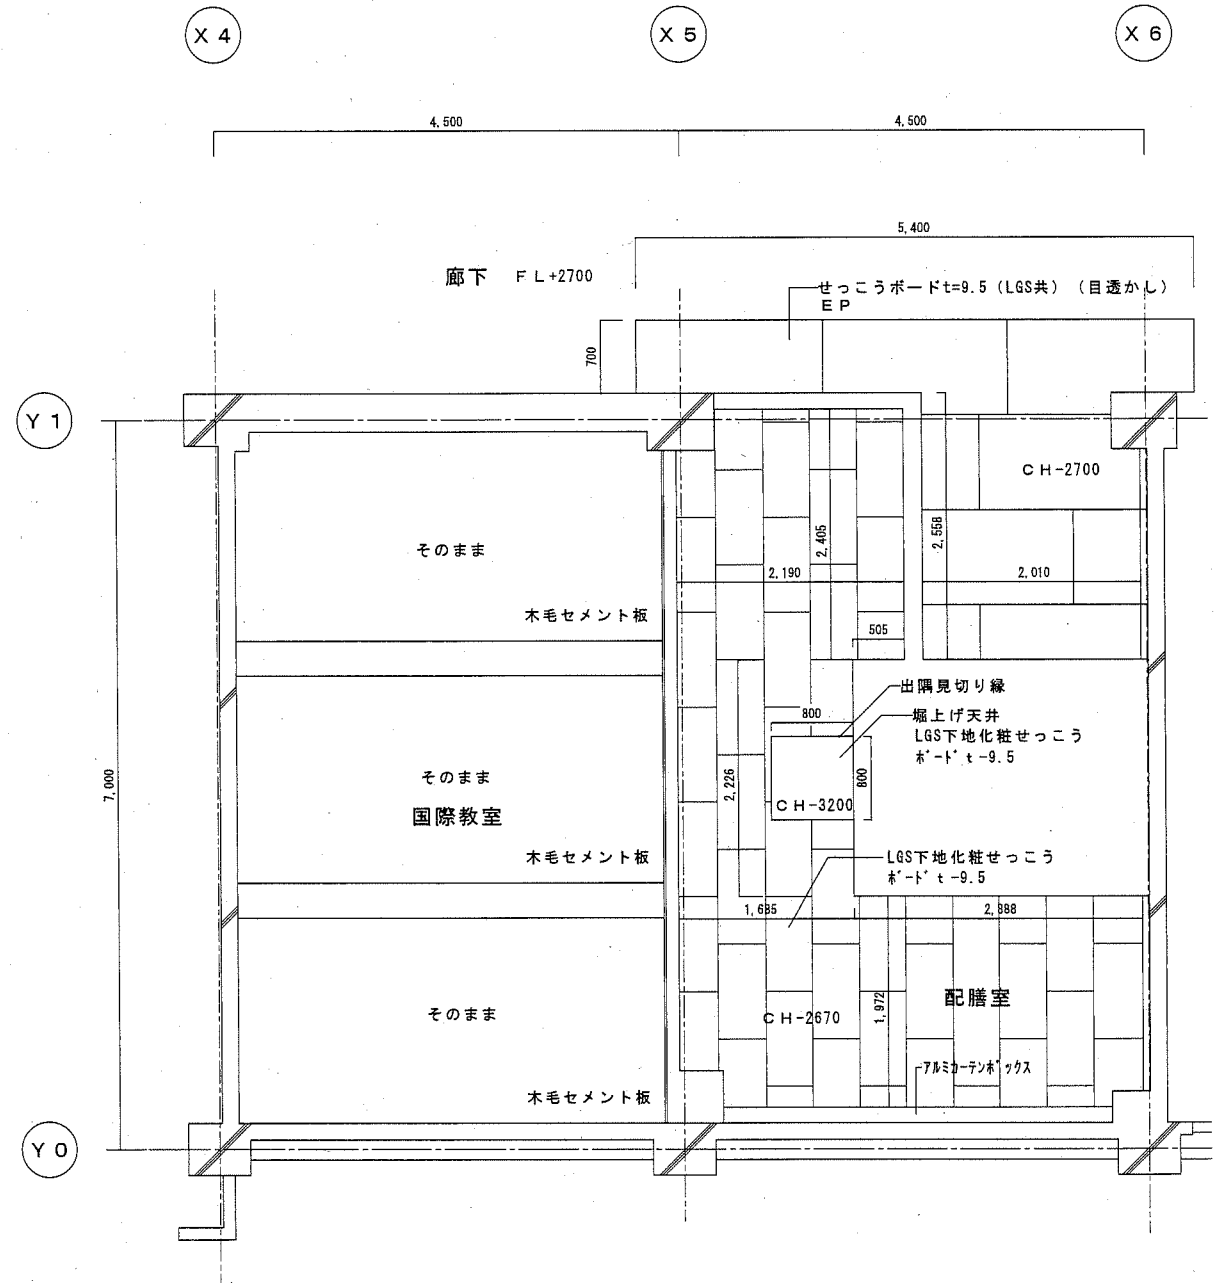 X4
X5
X6
4,500
4,500
5,400
廊下 FL+2700
せっこうボードt=9.5(LGS共)(目透かし)
EP
700
Y1
CH-2700
そのまま
2,405
2,558
2,190
2,010
木毛セメント板
505
出隅見切り縁
800
堀上げ天井
LGS下地化粧せっこう
ボードt-9.5
そのまま
7,000
2,226
800
CH-3200
国際教室
木毛セメント板
LGS下地化粧せっこう
ボードt-9.5
1,685
2,888
配膳室
そのまま
CH-2670
1,972
アルミカーテンボックス
木毛セメント板
Y0